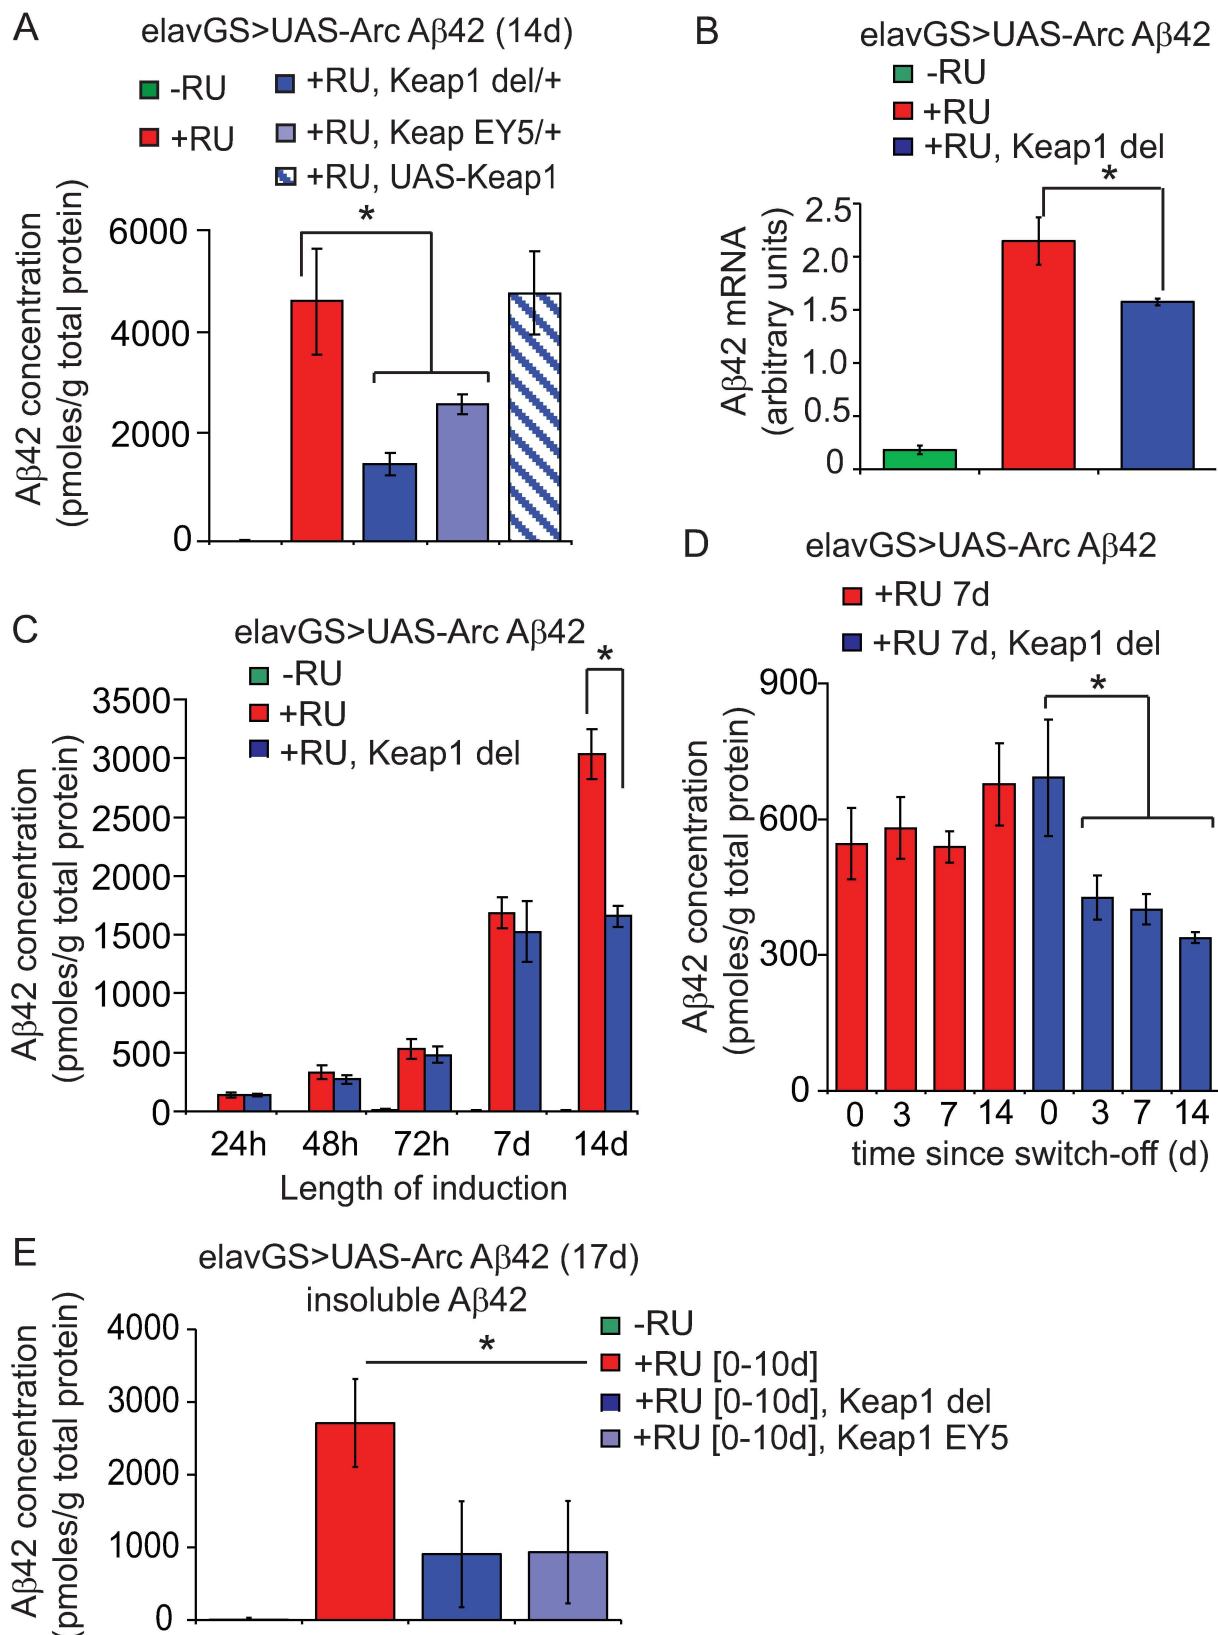 A
elavGS>UAS-Arc Aβ42 (14d)
-RU
+RU
+RU, Keap1 del/+
+RU, Keap EY5/+
+RU, UAS-Keap1
Aβ42 concentration
(pmoles/g total protein)
6000
4000
2000
0
*
B
elavGS>UAS-Arc Aβ42
-RU
+RU
+RU, Keap1 del
*
Aβ42 mRNA
(arbitrary units)
2.5
2.0
1.5
1.0
0.5
0
C
elavGS>UAS-Arc Aβ42
-RU
+RU
+RU, Keap1 del
*
Aβ42 concentration
(pmoles/g total protein)
3500
3000
2500
2000
1500
1000
500
0
24h 48h 72h 7d 14d
Length of induction
D
elavGS>UAS-Arc Aβ42
+RU 7d
+RU 7d, Keap1 del
*
Aβ42 concentration
(pmoles/g total protein)
900
600
300
0
0 3 7 14 0 3 7 14
time since switch-off (d)
E
elavGS>UAS-Arc Aβ42 (17d)
insoluble Aβ42
-RU
+RU [0-10d]
+RU [0-10d], Keap1 del
+RU [0-10d], Keap1 EY5
*
Aβ42 concentration
(pmoles/g total protein)
4000
3000
2000
1000
0